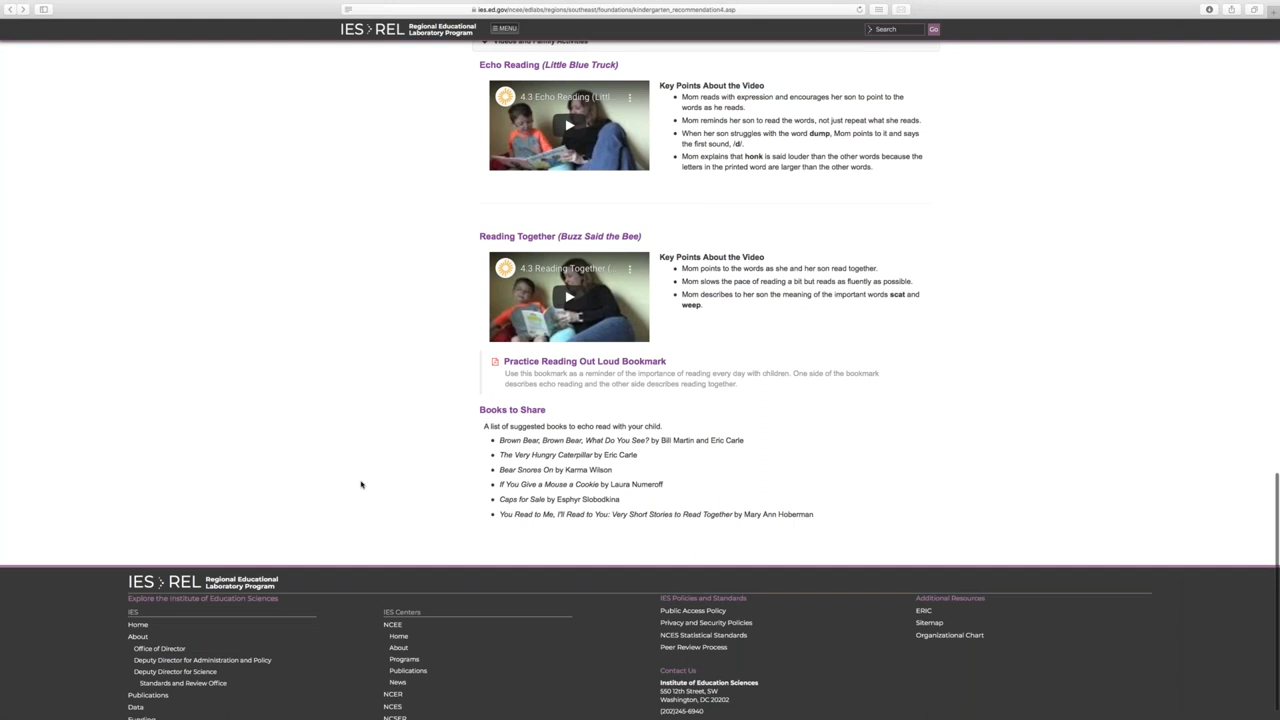 ies.ed.gov/ncee/edlabs/regions/southeast/foundations/kindergarten_recommendation4.asp
IES REL Regional Educational
Laboratory Program
MENU
Search
Go
Videos and Family Activities
Echo Reading (Little Blue Truck)
4.3 Echo Reading (Littl...
Key Points About the Video
• Mom reads with expression and encourages her son to point to the
words as he reads.
• Mom reminds her son to read the words, not just repeat what she reads.
• When her son struggles with the word dump, Mom points to it and says
the first sound, /d/.
• Mom explains that honk is said louder than the other words because the
letters in the printed word are larger than the other words.
Reading Together (Buzz Said the Bee)
4.3 Reading Together (...
Key Points About the Video
• Mom points to the words as she and her son read together.
• Mom slows the pace of reading a bit but reads as fluently as possible.
• Mom describes to her son the meaning of the important words scat and
weep.
Practice Reading Out Loud Bookmark
Use this bookmark as a reminder of the importance of reading every day with children. One side of the bookmark
describes echo reading and the other side describes reading together.
Books to Share
A list of suggested books to echo read with your child.
• Brown Bear, Brown Bear, What Do You See? by Bill Martin and Eric Carle
• The Very Hungry Caterpillar by Eric Carle
• Bear Snores On by Karma Wilson
• If You Give a Mouse a Cookie by Laura Numeroff
• Caps for Sale by Esphyr Slobodkina
• You Read to Me, I'll Read to You: Very Short Stories to Read Together by Mary Ann Hoberman
IES REL Regional Educational
Laboratory Program
Explore the Institute of Education Sciences
IES
Home
About
Office of Director
Deputy Director for Administration and Policy
Deputy Director for Science
Standards and Review Office
Publications
Data
Funding
IES Centers
NCEE
Home
About
Programs
Publications
News
NCER
NCES
NCSER
IES Policies and Standards
Public Access Policy
Privacy and Security Policies
NCES Statistical Standards
Peer Review Process
Contact Us
Institute of Education Sciences
550 12th Street, SW
Washington, DC 20202
(202)245-6940
Additional Resources
ERIC
Sitemap
Organizational Chart